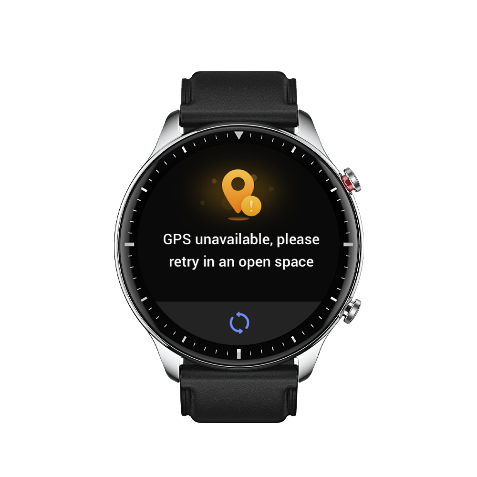 GPS unavailable, please
retry in an open space